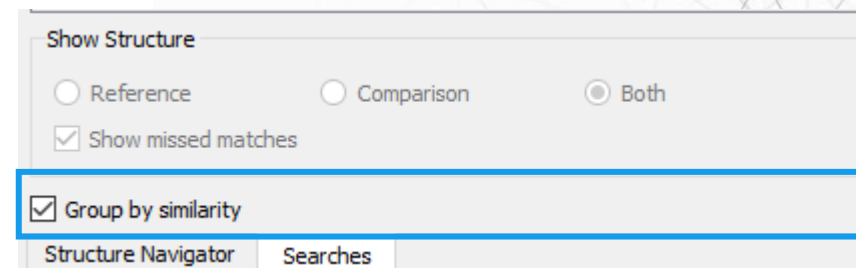 Show Structure
Reference Comparison Both
Show missed matches
Group by similarity
Structure Navigator Searches